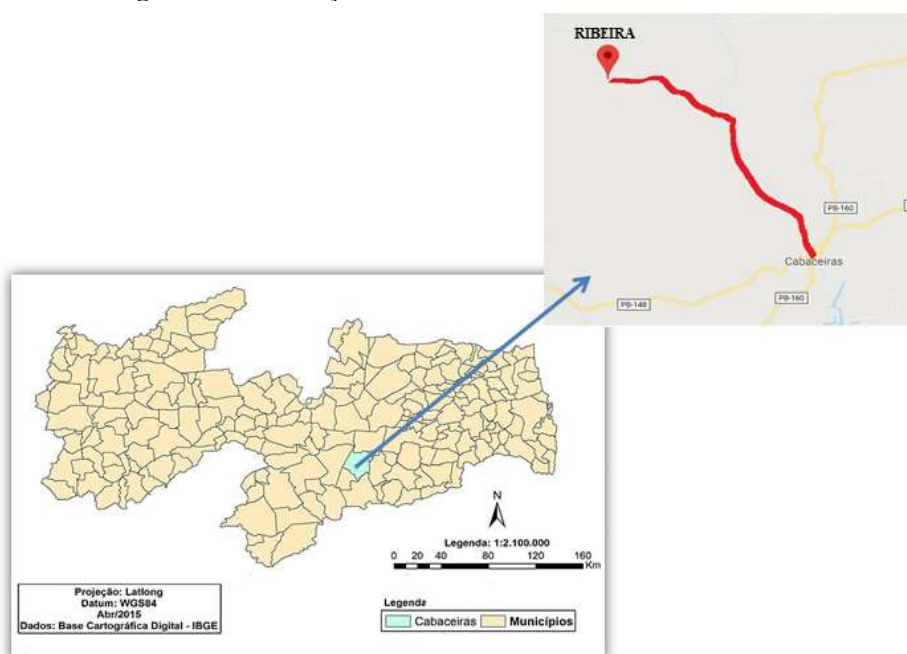 RIBEIRA
PB-160
Cabaceiras
PB-160
PB-148
N
Legenda: 1:2.100.000
0 20 40 80 120 160
Km
Projeção: Latlong
Datum: WGS84
Abr/2015
Dados: Base Cartográfica Digital - IBGE
Legenda
Cabaceiras Municípios